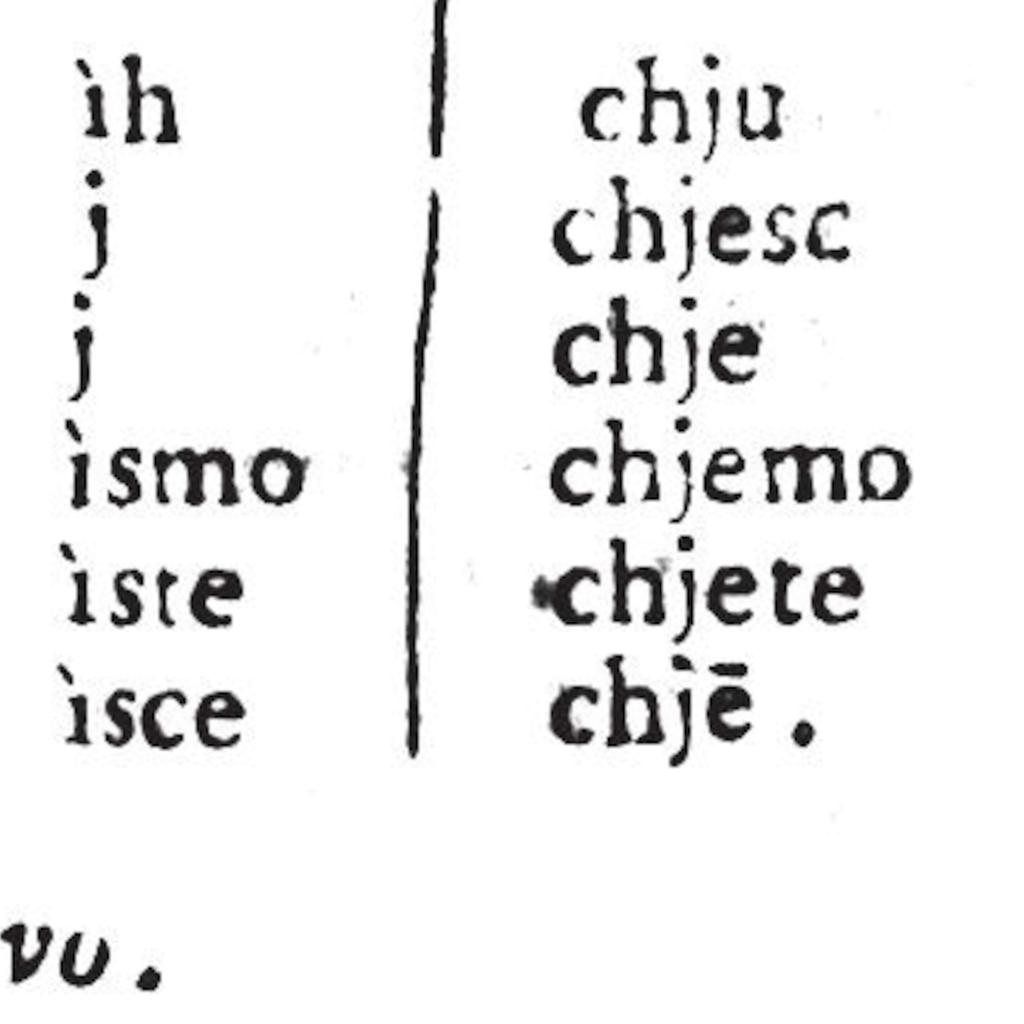 ìh chju
j chjesc
j chje
ìsmo chjemo
ìste chjete
ìsce chjē .
vu .